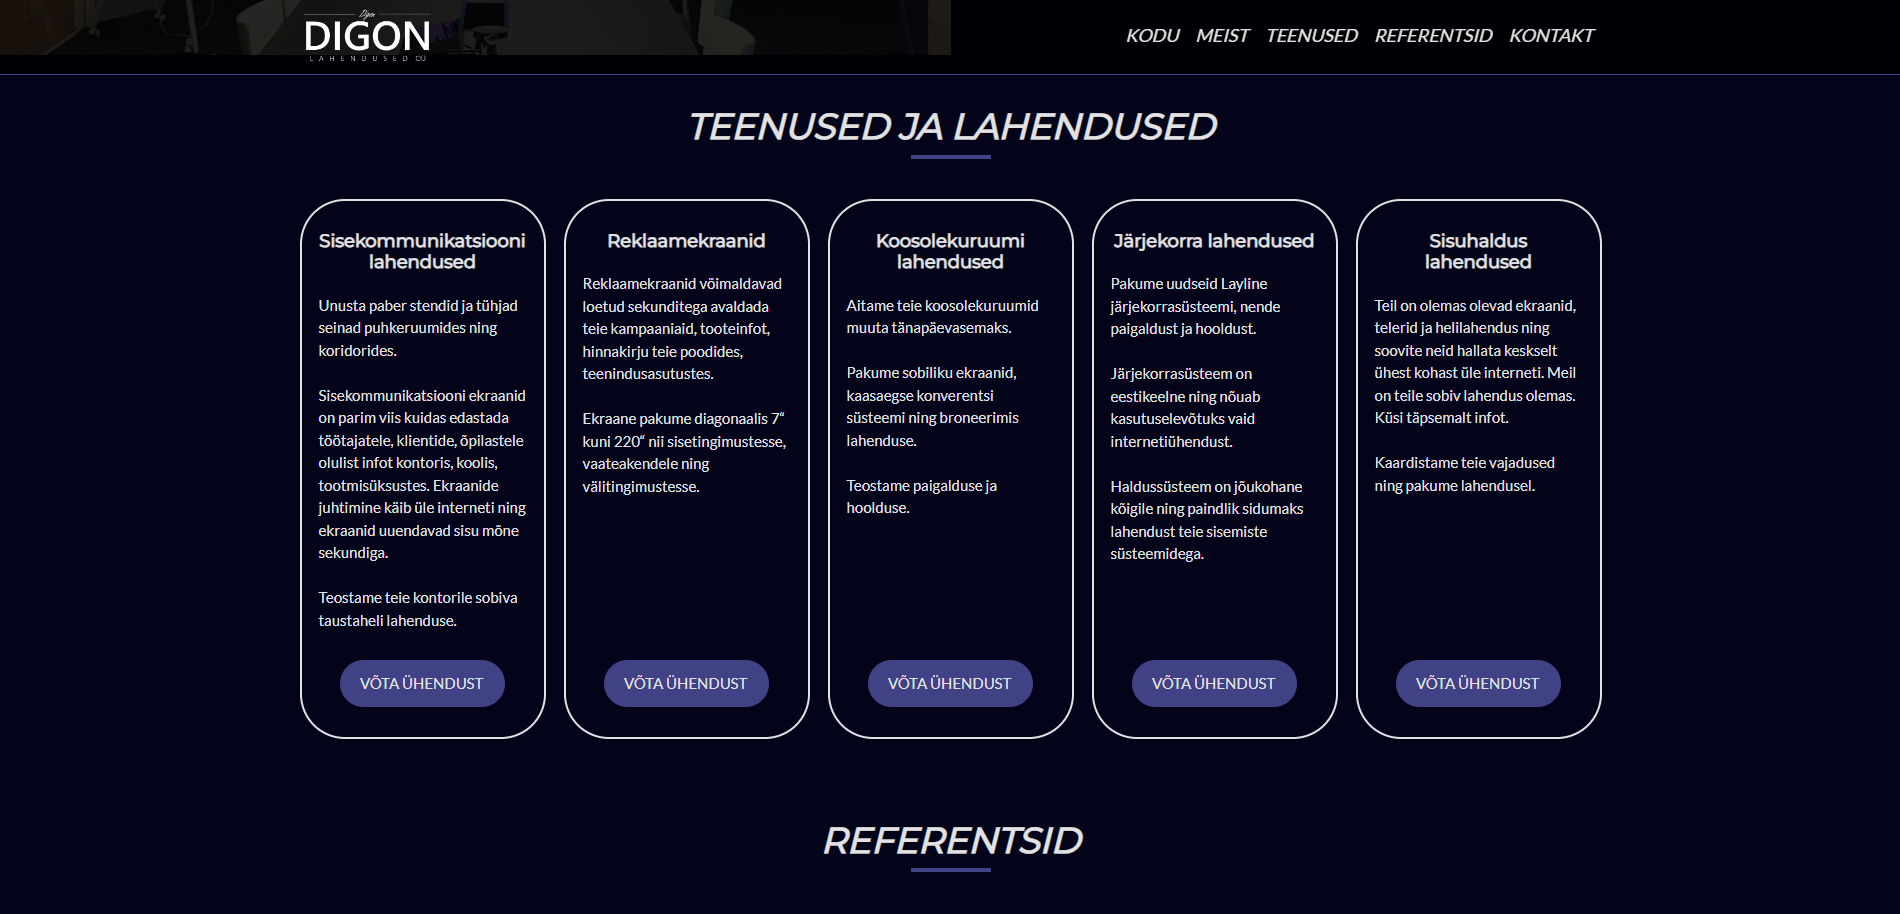 Digon
DIGON
LAHENDUSED OÜ
KODU MEIST TEENUSED REFERENTSID KONTAKT
TEENUSED JA LAHENDUSED
Sisekommunikatsiooni
lahendused
Unusta paber stendid ja tühjad
seinad puhkeruumides ning
koridorides.
Sisekommunikatsiooni ekraanid
on parim viis kuidas edastada
töötajatele, klientide, õpilastele
olulist infot kontoris, koolis,
tootmisüksustes. Ekraanide
juhtimine käib üle interneti ning
ekraanid uuendavad sisu mõne
sekundiga.
Teostame teie kontorile sobiva
taustaheli lahenduse.
VÕTA ÜHENDUST
Reklaamekraanid
Reklaamekraanid võimaldavad
loetud sekunditega avaldada
teie kampaaniaid, tooteinfot,
hinnakirju teie poodides,
teenindusasutustes.
Ekraane pakume diagonaalis 7“
kuni 220“ nii sisetingimustesse,
vaateakendele ning
välitingimustesse.
VÕTA ÜHENDUST
Koosolekuruumi
lahendused
Aitame teie koosolekuruumid
muuta tänapäevasemaks.
Pakume sobiliku ekraanid,
kaasaegse konverentsi
süsteemi ning broneerimis
lahenduse.
Teostame paigalduse ja
hoolduse.
VÕTA ÜHENDUST
Järjekorra lahendused
Pakume uudseid Layline
järjekorrasüsteemi, nende
paigaldust ja hooldust.
Järjekorrasüsteem on
eestikeelne ning nõuab
kasutuselevõtuks vaid
internetiühendust.
Haldussüsteem on jõukohane
kõigile ning paindlik sidumaks
lahendust teie sisemiste
süsteemidega.
VÕTA ÜHENDUST
Sisuhaldus
lahendused
Teil on olemas olevad ekraanid,
telerid ja helilahendus ning
soovite neid hallata keskselt
ühest kohast üle interneti. Meil
on teile sobiv lahendus olemas.
Küsi täpsemalt infot.
Kaardistame teie vajadused
ning pakume lahendusel.
VÕTA ÜHENDUST
REFERENTSID